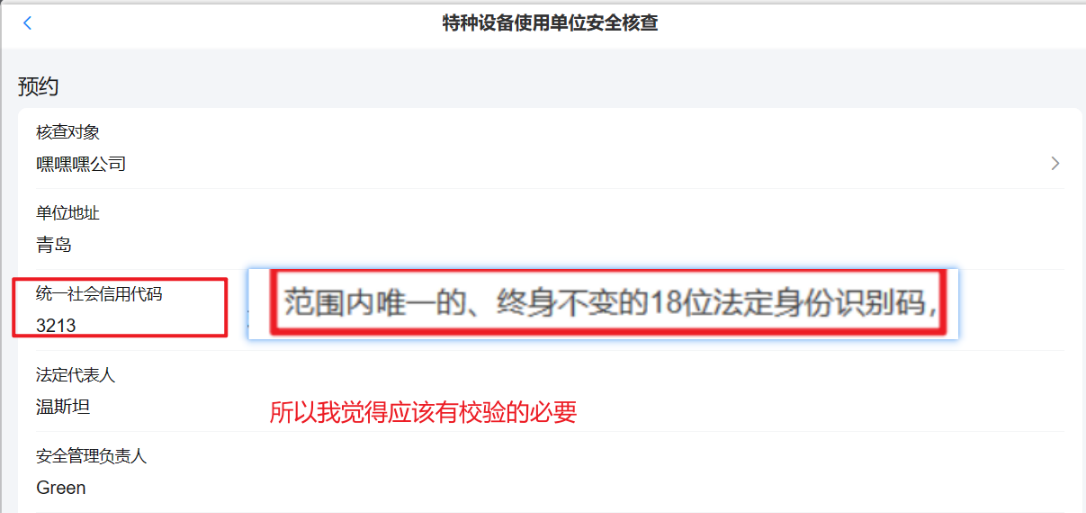 特种设备使用单位安全核查
预约
核查对象
嘿嘿嘿公司
单位地址
青岛
统一社会信用代码
3213
范围内唯一的、终身不变的18位法定身份识别码，
法定代表人
温斯坦
所以我觉得应该有校验的必要
安全管理负责人
Green